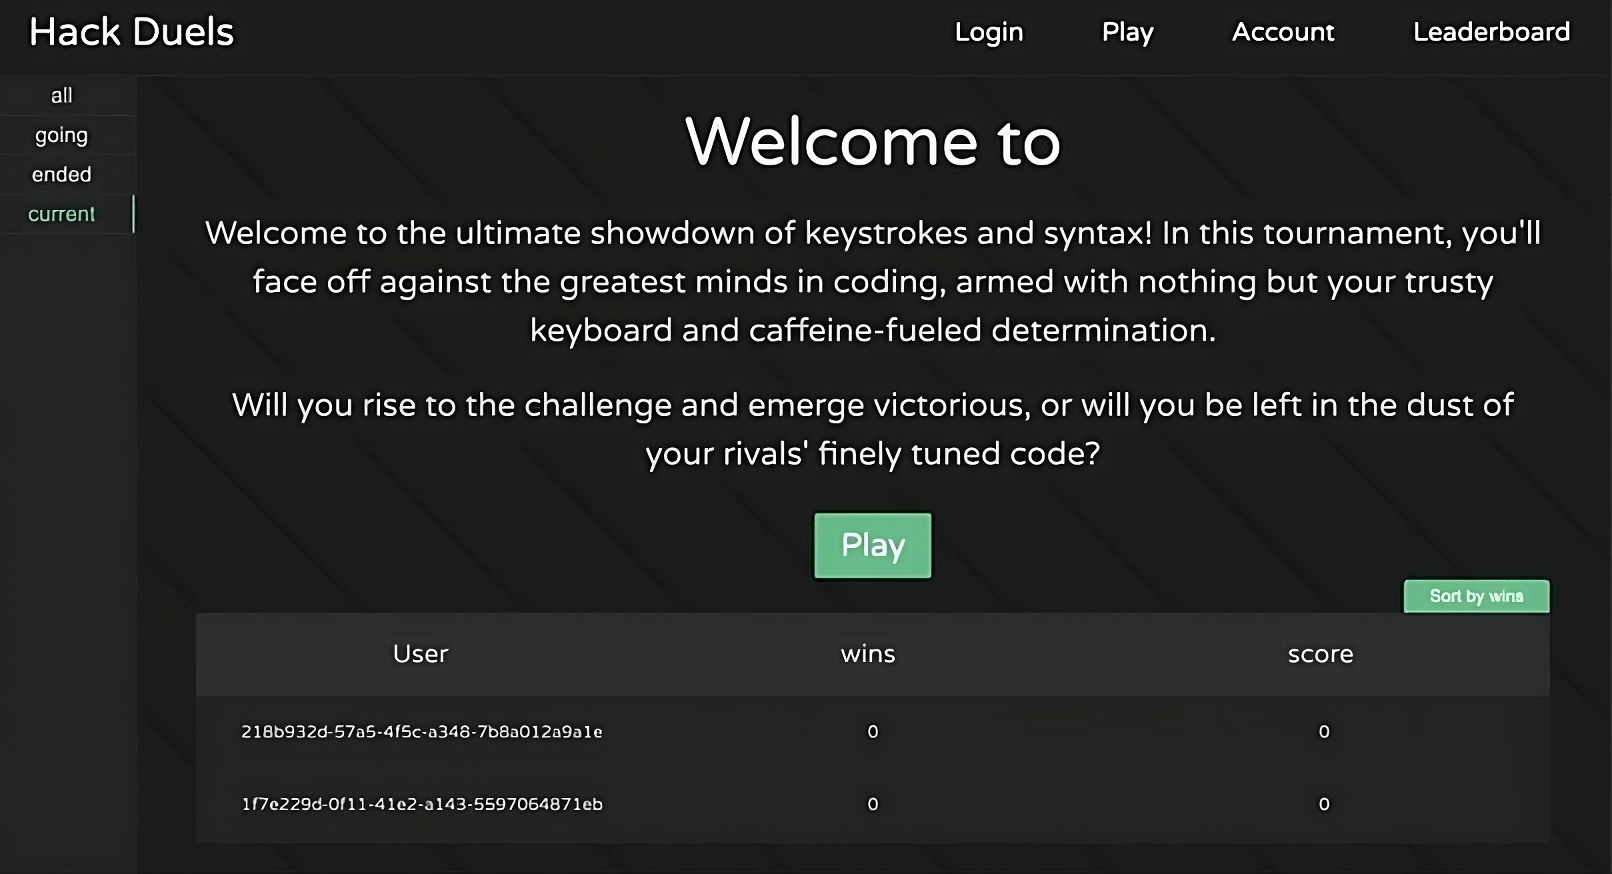 Hack Duels
Login Play Account Leaderboard
all
going
ended
current
Welcome to
Welcome to the ultimate showdown of keystrokes and syntax! In this tournament, you'll
face off against the greatest minds in coding, armed with nothing but your trusty
keyboard and caffeine-fueled determination.
Will you rise to the challenge and emerge victorious, or will you be left in the dust of
your rivals' finely tuned code?
Play
Sort by wins
User wins score
218b932d-57a5-4f5c-a348-7b8a012a9a1e 0 0
1f7e229d-0f11-41e2-a143-5597064871eb 0 0